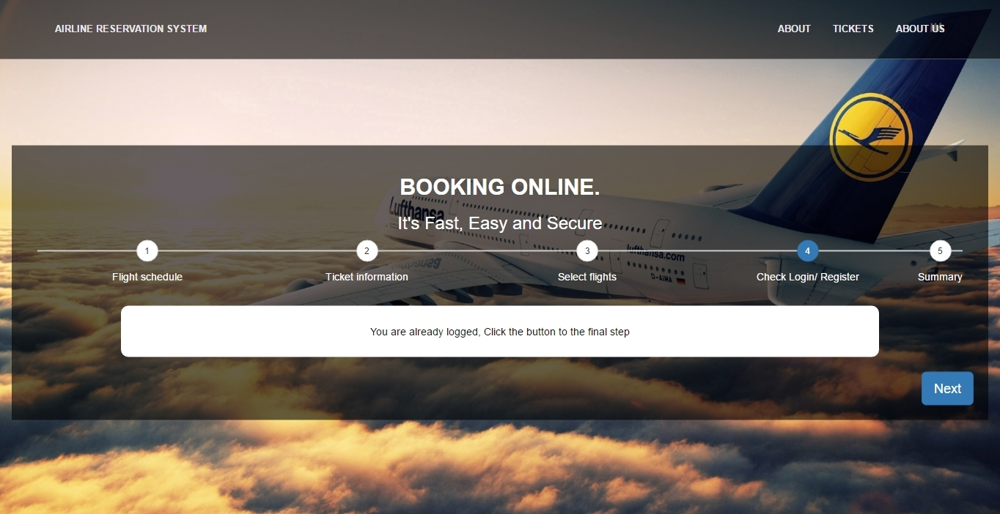 AIRLINE RESERVATION SYSTEM
ABOUT TICKETS ABOUT US
BOOKING ONLINE.
Lufthansa
It's Fast, Easy and Secure
1 2 3 4 5
lufthansa.com
Flight schedule Ticket information Select flights Check Login/ Register Summary
D-AIMA
You are already logged, Click the button to the final step
Next